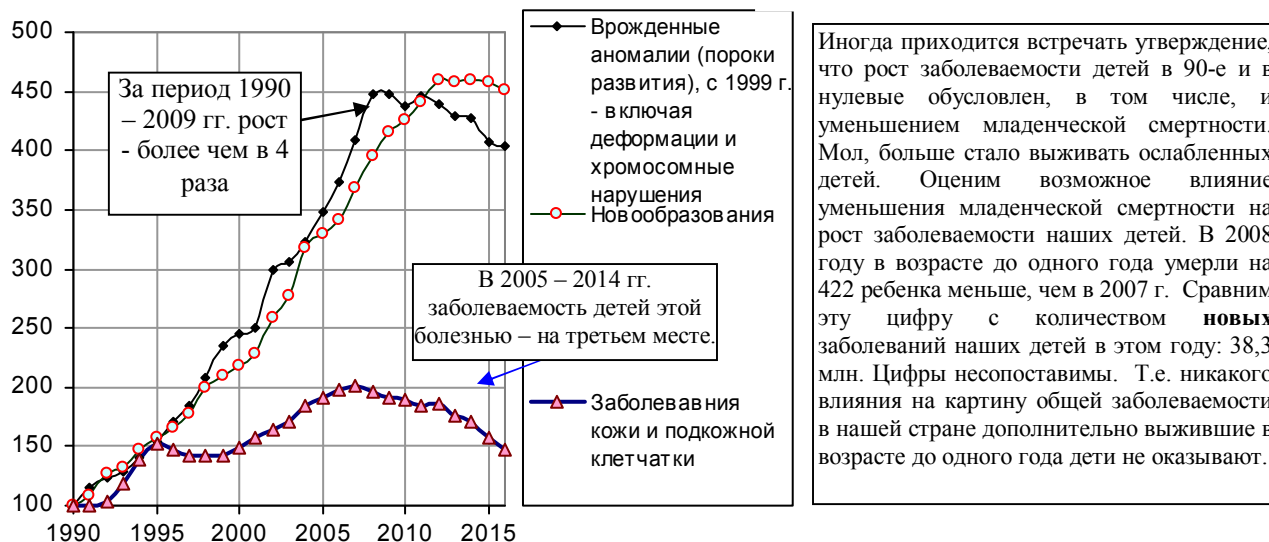 500
450
400
350
300
250
200
150
100
1990
1995
2000
2005
2010
2015
За период 1990
– 2009 гг. рост
- более чем в 4
раза
В 2005 – 2014 гг.
заболеваемость детей этой
болезнью – на третьем месте.
Врожденные
аномалии (пороки
развития), с 1999 г.
- включая
деформации и
хромосомные
нарушения
Новообразования
Заболевавния
кожи и подкожной
клетчатки
Иногда приходится встречать утверждение,
что рост заболеваемости детей в 90-е и в
нулевые обусловлен, в том числе, и
уменьшением младенческой смертности.
Мол, больше стало выживать ослабленных
детей. Оценим возможное влияние
уменьшения младенческой смертности на
рост заболеваемости наших детей. В 2008
году в возрасте до одного года умерли на
422 ребенка меньше, чем в 2007 г. Сравним
эту цифру с количеством новых
заболеваний наших детей в этом году: 38,3
млн. Цифры несопоставимы. Т.е. никакого
влияния на картину общей заболеваемости
в нашей стране дополнительно выжившие в
возрасте до одного года дети не оказывают.